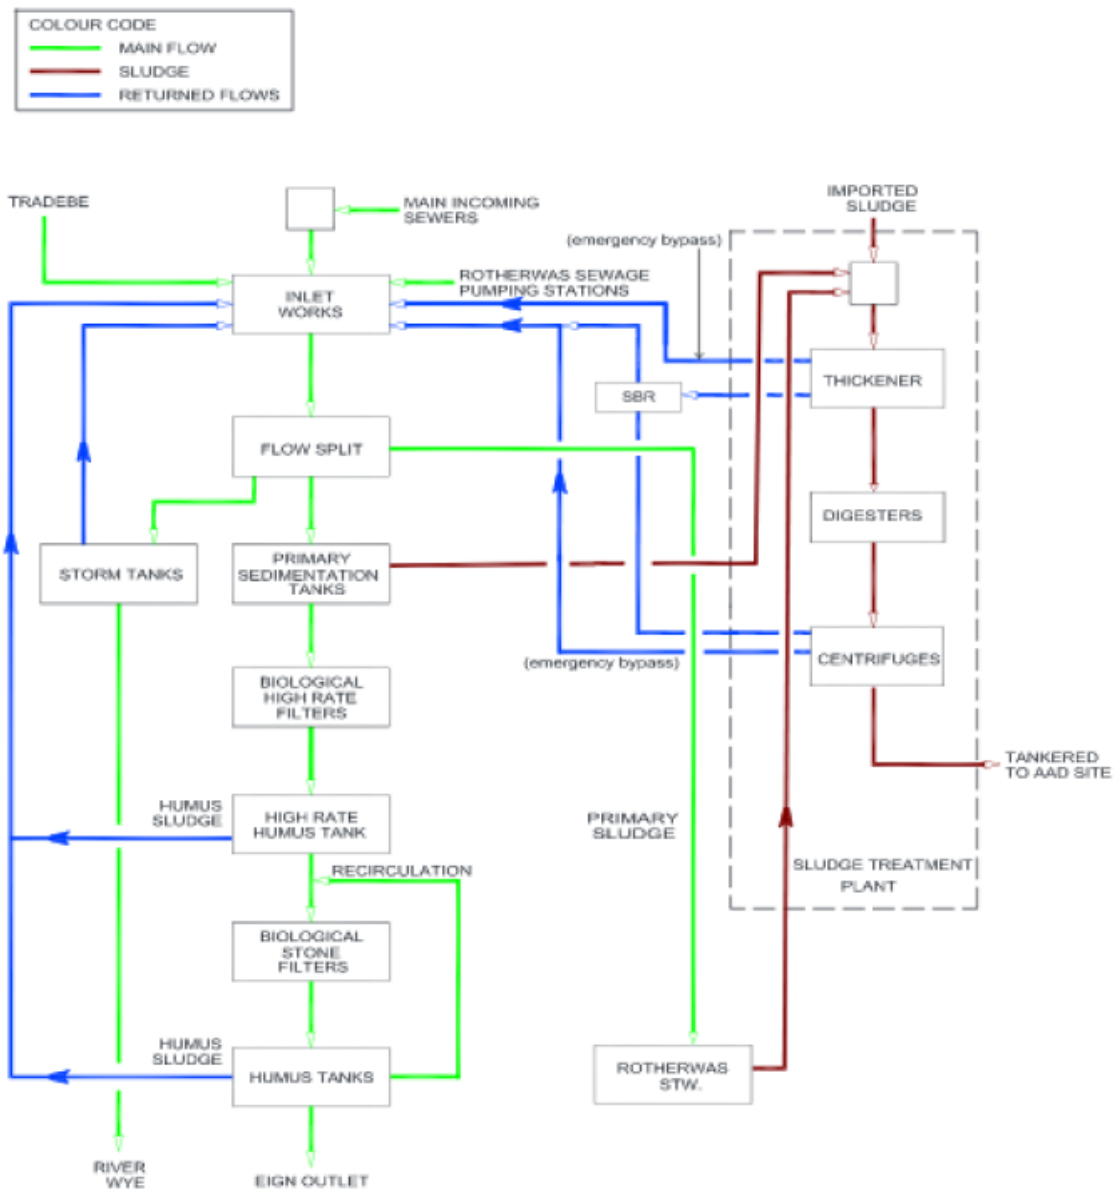 COLOUR CODE
MAIN FLOW
SLUDGE
RETURNED FLOWS
TRADEBE
MAIN INCOMING
SEWERS
IMPORTED
SLUDGE
(emergency bypass)
ROTHERWAS SEWAGE
PUMPING STATIONS
INLET
WORKS
THICKENER
SBR
FLOW SPLIT
DIGESTERS
STORM TANKS
PRIMARY
SEDIMENTATION
TANKS
CENTRIFUGES
(emergency bypass)
BIOLOGICAL
HIGH RATE
FILTERS
TANKERED
TO AAD SITE
HUMUS
SLUDGE
HIGH RATE
HUMUS TANK
PRIMARY
SLUDGE
RECIRCULATION
SLUDGE TREATMENT
PLANT
BIOLOGICAL
STONE
FILTERS
HUMUS
SLUDGE
HUMUS TANKS
ROTHERWAS
STW.
RIVER
WYE
EIGN OUTLET